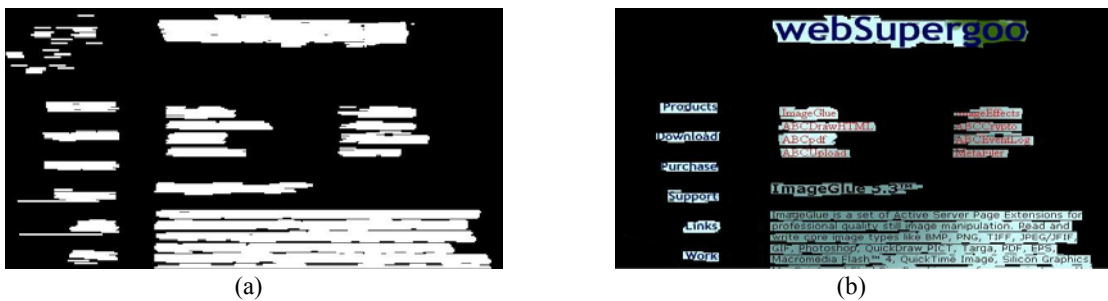 webSupergoo
Products
ImageGlue
ImageEffects
ABCDrawHTML
ABCCrypto
Download
ABCpdf
ABCEventLog
ABCUpload
MetaFiler
Purchase
Support
ImageGlue 5.3™
ImageGlue is a set of Active Server Page Extensions for
Links
professional quality still image manipulation. Read and
write core image types like BMP, PNG, TIFF, JPEG/JFIF,
GIF, Photoshop, QuickDraw PICT, Targa, PDF, EPS,
Work
Macromedia Flash™ 4, QuickTime Image, Silicon Graphics
(a)
(b)